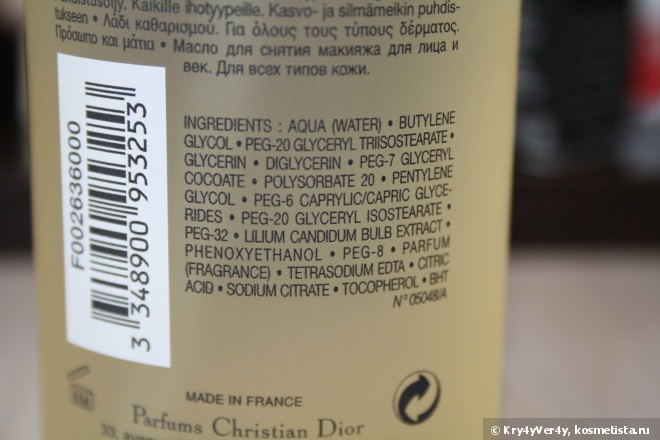 Kaikille ihotyypeille. Kasvo- ja silmämeikin puhdis-
tukseen • Λάδι καθαρισμού. Για όλους τους τύπους δέρματος.
Πρόσωπο και μάτια • Масло для снятия макияжа для лица и
век. Для всех типов кожи.
F002636000
3 348900 953253
INGREDIENTS : AQUA (WATER) • BUTYLENE
GLYCOL • PEG-20 GLYCERYL TRIISOSTEARATE •
GLYCERIN • DIGLYCERIN • PEG-7 GLYCERYL
COCOATE • POLYSORBATE 20 • PENTYLENE
GLYCOL • PEG-6 CAPRYLIC/CAPRIC GLYCE-
RIDES • PEG-20 GLYCERYL ISOSTEARATE •
PEG-32 • LILIUM CANDIDUM BULB EXTRACT •
PHENOXYETHANOL • PEG-8 • PARFUM
(FRAGRANCE) • TETRASODIUM EDTA • CITRIC
ACID • SODIUM CITRATE • TOCOPHEROL • BHT
N° 05048/A
MADE IN FRANCE
Parfums Christian Dior
33,
© Kry4yVer4y, kosmetista.ru